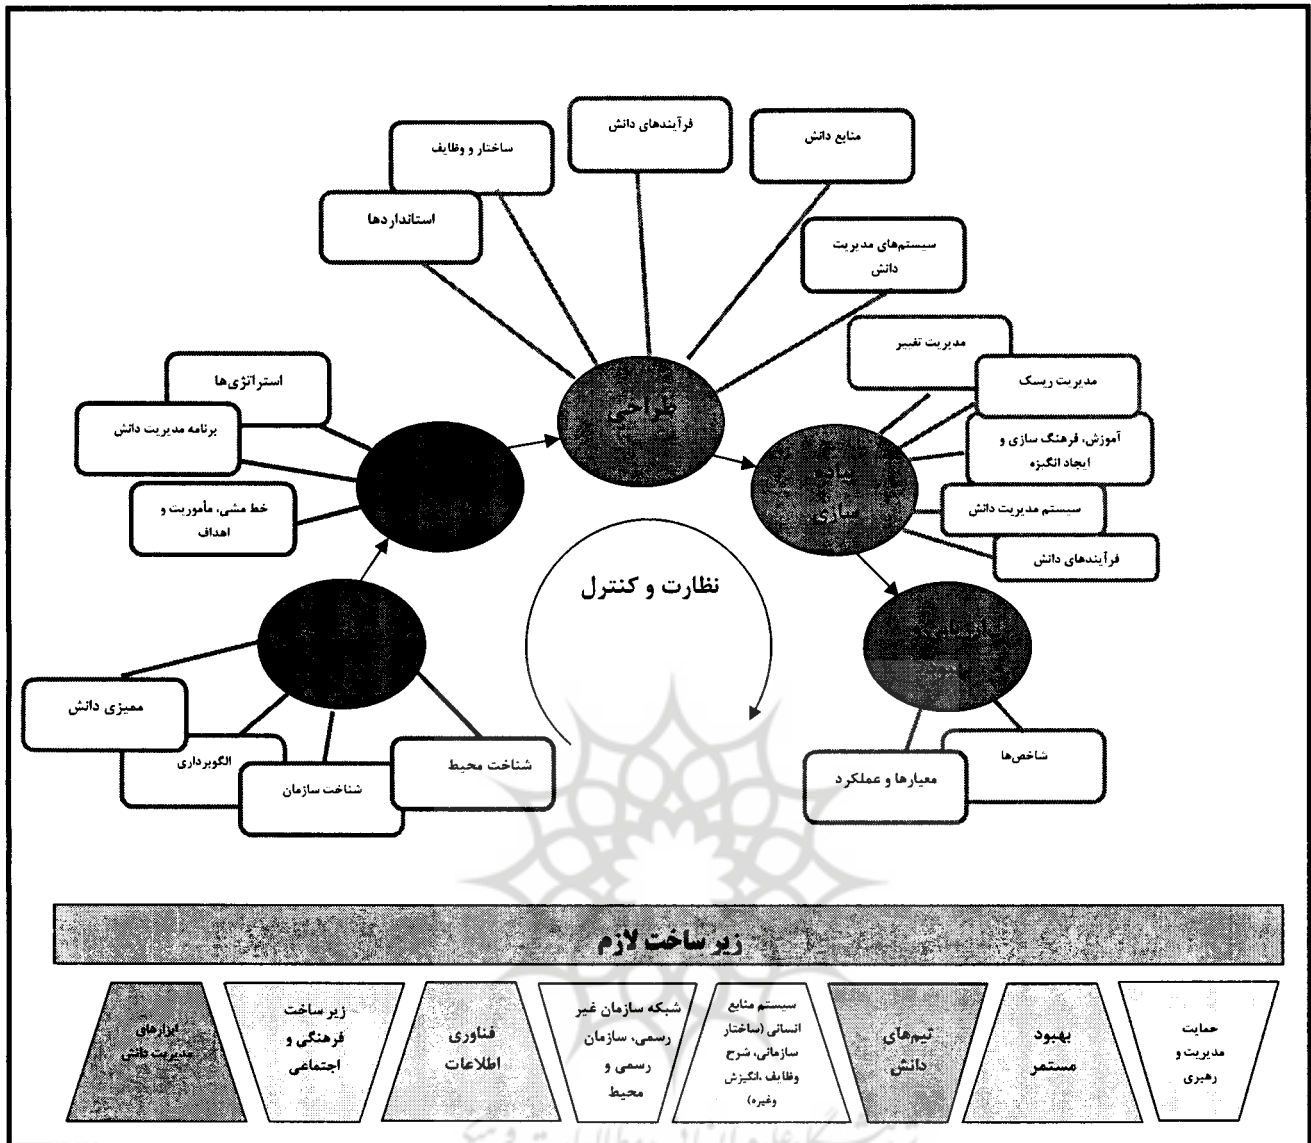 فرآیندهای دانش
منابع دانش
ساختار و وظایف
استانداردها
سیستم‌های مدیریت
دانش
مدیریت تغییر
مدیریت ریسک
آموزش، فرهنگ سازی و
ایجاد انگیزه
سیستم مدیریت دانش
فرآیندهای دانش
استراتژی‌ها
برنامه مدیریت دانش
خط مشی، مأموریت و
اهداف
طراحی
پیاده
سازی
نظارت و کنترل
ممیزی دانش
الگوبرداری
شناخت سازمان
شناخت محیط
شاخص‌ها
معیارها و عملکرد
زیر ساخت لازم
حمایت
مدیریت و
رهبری
بهبود
مستمر
تیم‌های
دانش
سیستم منابع
انسانی (ساختار
سازمانی، شرح
وظایف ،انگیزش
وغیره)
شبکه سازمان غیر
رسمی، سازمان
رسمی و
محیط
فناوری
اطلاعات
زیر ساخت
فرهنگی و
اجتماعی
ابزارهای
مدیریت دانش